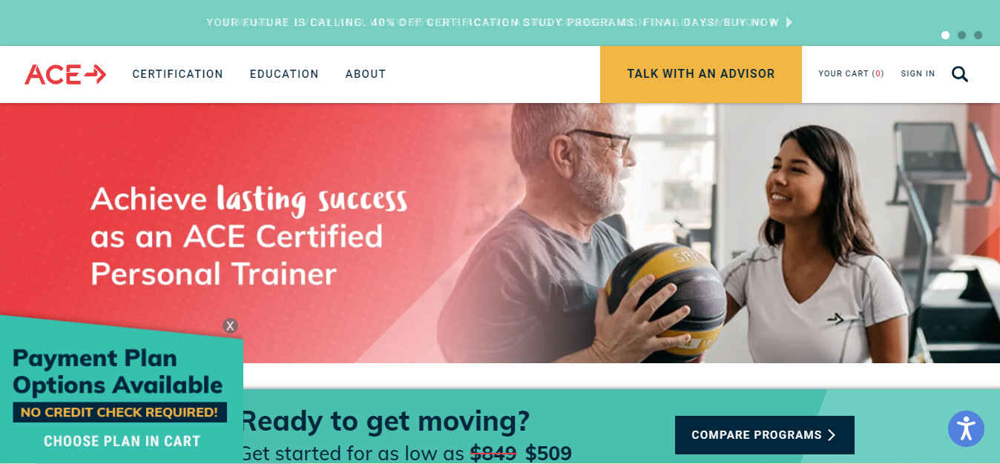 YOUR FUTURE IS CALLING. 40% OFF CERTIFICATION STUDY PROGRAMS. FINAL DAYS! BUY NOW
ACE
CERTIFICATION
EDUCATION
ABOUT
TALK WITH AN ADVISOR
YOUR CART (0)
SIGN IN
Achieve lasting success
as an ACE Certified
Personal Trainer
X
Payment Plan
Options Available
NO CREDIT CHECK REQUIRED!
CHOOSE PLAN IN CART
Ready to get moving?
Get started for as low as $849 $509
COMPARE PROGRAMS